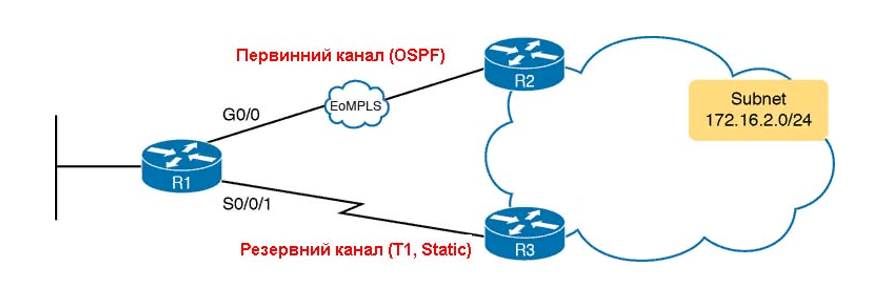 Первинний канал (OSPF)
R2
EoMPLS
Subnet
172.16.2.0/24
G0/0
R1
S0/0/1
R3
Резервний канал (T1, Static)